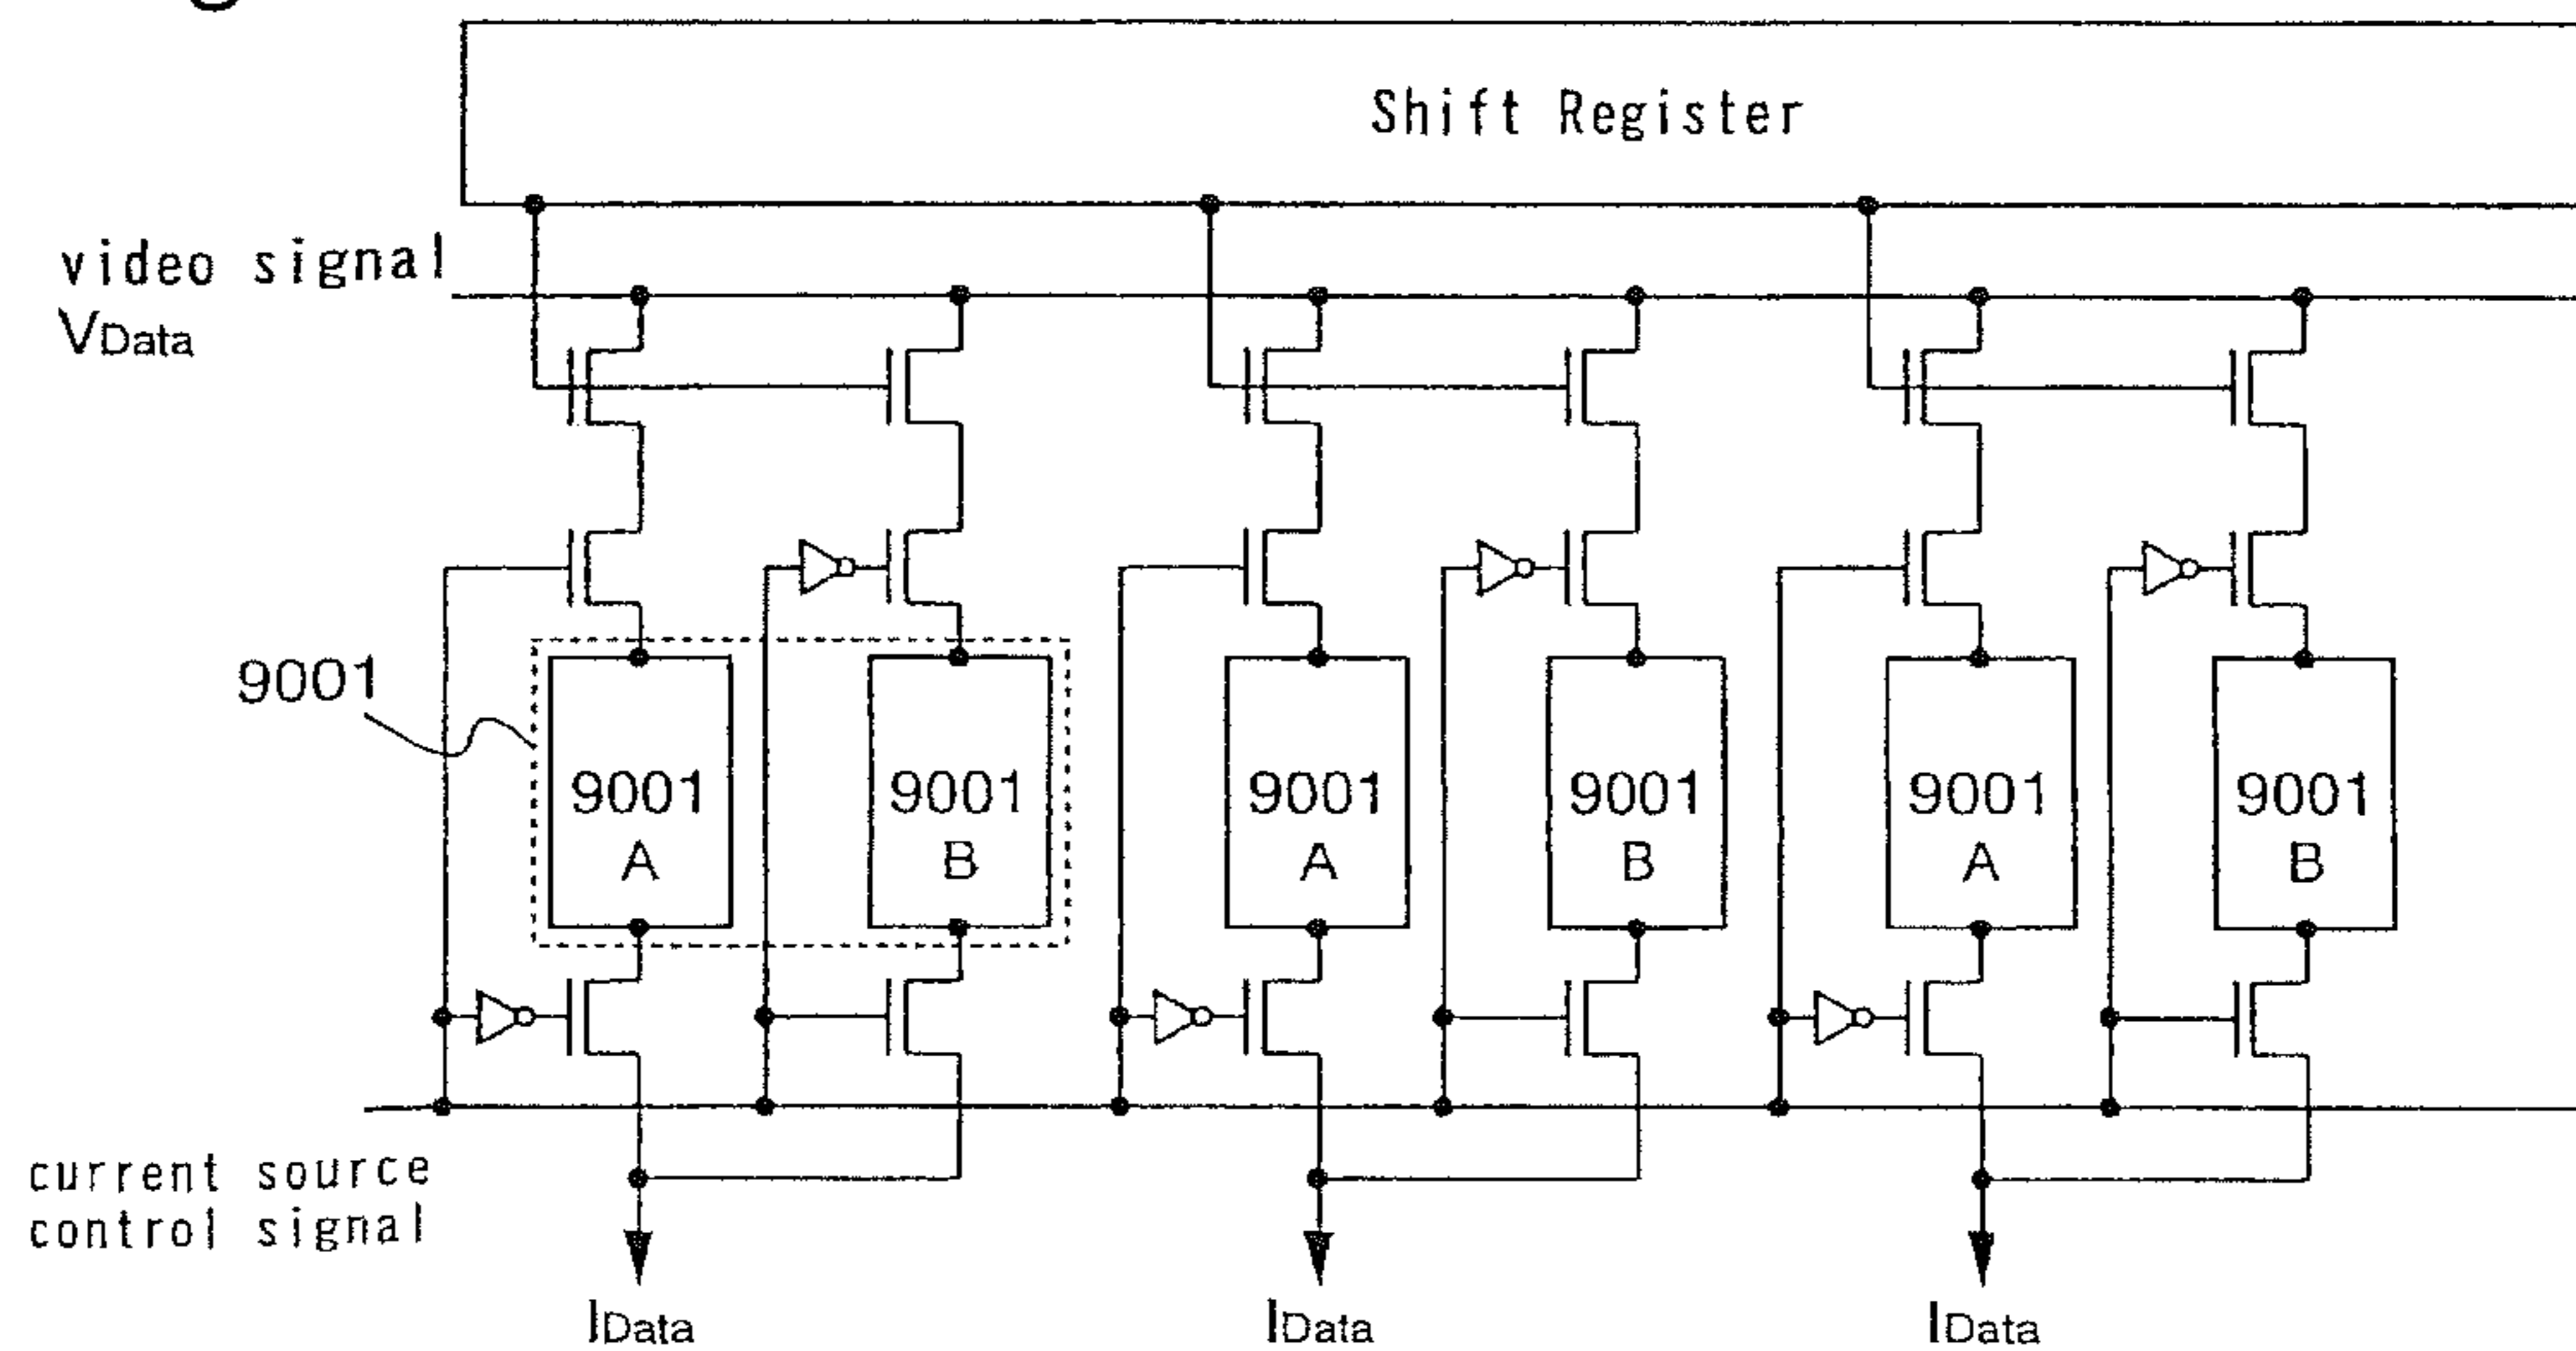 Shift Register
video signal
VData
9001
9001 A
9001 B
9001 A
9001 B
9001 A
9001 B
current source
control signal
IData
IData
IData